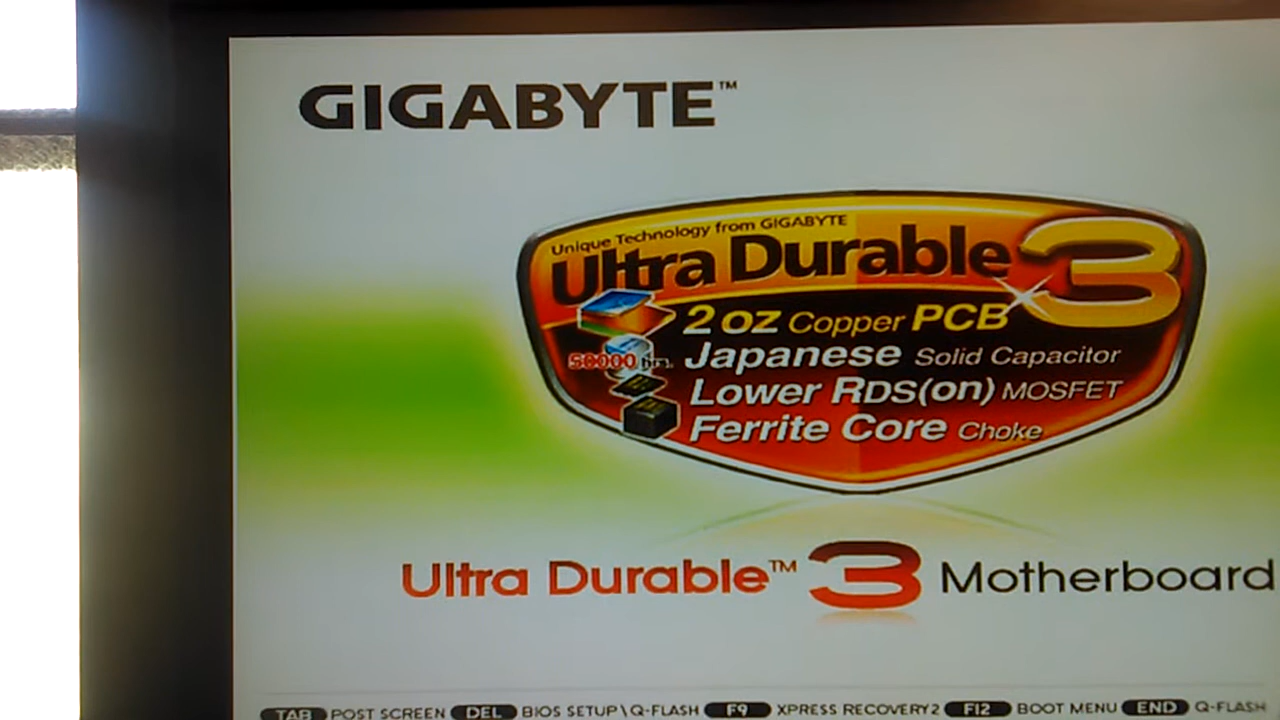 GIGABYTE™
Unique Technology from GIGABYTE
Ultra Durable 3
2 oz Copper PCB
50000 hrs. Japanese Solid Capacitor
Lower RDS(on) MOSFET
Ferrite Core Choke
Ultra Durable™ 3 Motherboard
TAB POST SCREEN DEL BIOS SETUP\Q-FLASH F9 XPRESS RECOVERY2 F12 BOOT MENU END Q-FLASH